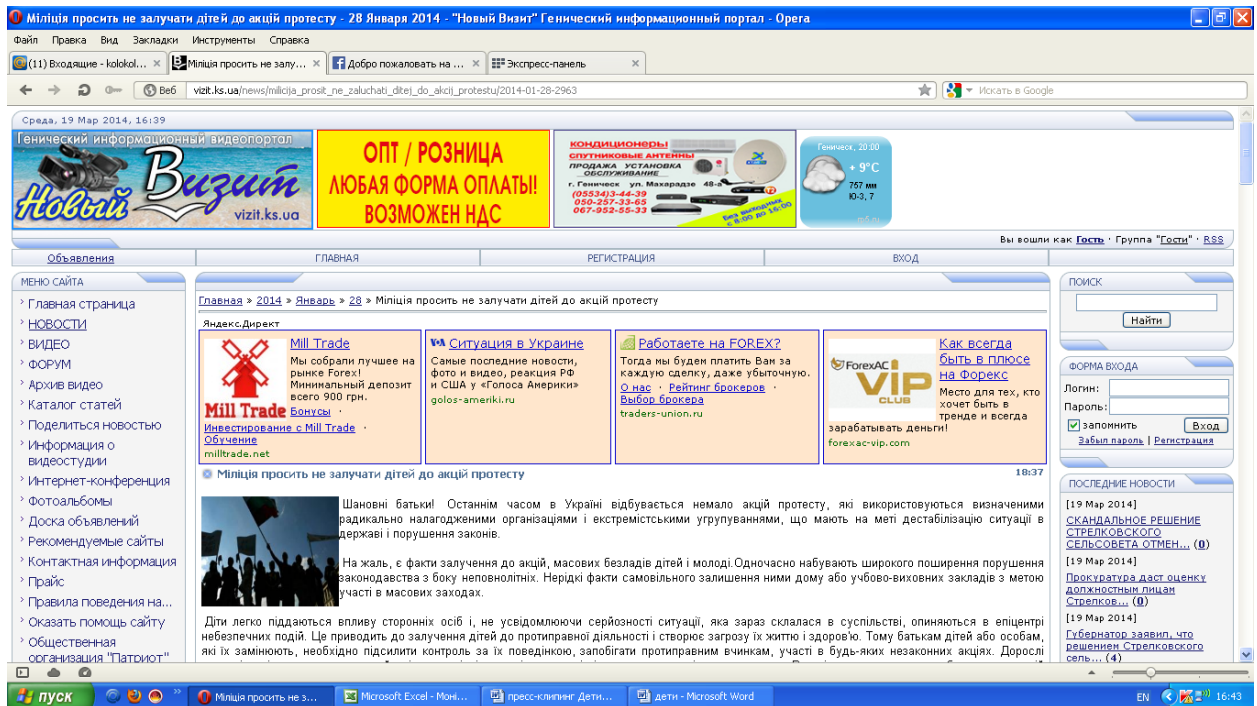 Міліція просить не залучати дітей до акцій протесту - 28 Января 2014 - "Новый Визит" Генический информационный портал - Opera
Файл Правка Вид Закладки Инструменты Справка
(11) Входящие - kolokol... Міліція просить не залу... Добро пожаловать на ... Экспресс-панель
Веб vizit.ks.ua/news/milicija_prosit_ne_zaluchati_ditej_do_akcij_protestu/2014-01-28-2963 Искать в Google
Среда, 19 Мар 2014, 16:39
Генический информационный видеопортал
Новый Визит
vizit.ks.ua
ОПТ / РОЗНИЦА
ЛЮБАЯ ФОРМА ОПЛАТЫ!
ВОЗМОЖЕН НДС
КОНДИЦИОНЕРЫ
СПУТНИКОВЫЕ АНТЕННЫ
ПРОДАЖА УСТАНОВКА
ОБСЛУЖИВАНИЕ
г. Геническ ул. Махарадзе 48-а
(05534)3-44-39
050-257-33-65
067-952-55-33
Без выходных
с 8:00 до 16:00
Геническ, 20:00
+ 9°C
757 мм
Ю-3, 7
Вы вошли как Гость · Группа "Гости" · RSS
Объявления ГЛАВНАЯ РЕГИСТРАЦИЯ ВХОД
МЕНЮ САЙТА
Главная страница
НОВОСТИ
ВИДЕО
ФОРУМ
Архив видео
Каталог статей
Поделиться новостью
Информация о
видеостудии
Интернет-конференция
Фотоальбомы
Доска объявлений
Рекомендуемые сайты
Контактная информация
Прайс
Правила поведения на...
Оказать помощь сайту
Общественная
организация "Патриот"
Главная » 2014 » Январь » 28 » Міліція просить не залучати дітей до акцій протесту
Яндекс.Директ
Mill Trade
Мы собрали лучшее на
рынке Forex!
Минимальный депозит
всего 900 грн.
Бонусы ·
Инвестирование с Mill Trade ·
Обучение
milltrade.net
Mill Trade
Ситуация в Украине
Самые последние новости,
фото и видео, реакция РФ
и США у «Голоса Америки»
golos-ameriki.ru
Работаете на FOREX?
Тогда мы будем платить Вам за
каждую сделку, даже убыточную.
О нас · Рейтинг брокеров ·
Выбор брокера
traders-union.ru
ForexAC
VIP
CLUB
Как всегда
быть в плюсе
на Форекс
Место для тех, кто
хочет быть в
тренде и всегда
зарабатывать деньги!
forexac-vip.com
Міліція просить не залучати дітей до акцій протесту 18:37
Шановні батьки! Останнім часом в Україні відбувається немало акцій протесту, які використовуються визначеними
радикально налагодженими організаціями і екстремістськими угрупуваннями, що мають на меті дестабілізацію ситуації в
державі і порушення законів.
На жаль, є факти залучення до акцій, масових безладів дітей і молоді.Одночасно набувають широкого поширення порушення
законодавства з боку неповнолітніх. Нерідкі факти самовільного залишення ними дому або учбово-виховних закладів з метою
участі в масових заходах.
Діти легко піддаються впливу сторонніх осіб і, не усвідомлюючи серйозності ситуації, яка зараз склалася в суспільстві, опиняються в епіцентрі
небезпечних подій. Це приводить до залучення дітей до протиправної діяльності і створює загрозу їх життю і здоров'ю. Тому батькам дітей або особам,
які їх замінюють, необхідно підсилити контроль за їх поведінкою, запобігати протиправним вчинкам, участі в будь-яких незаконних акціях. Дорослі
ПОИСК
Найти
ФОРМА ВХОДА
Логин:
Пароль:
запомнить Вход
Забыл пароль | Регистрация
ПОСЛЕДНИЕ НОВОСТИ
[19 Мар 2014]
СКАНДАЛЬНОЕ РЕШЕНИЕ
СТРЕЛКОВСКОГО
СЕЛЬСОВЕТА ОТМЕН... (0)
[19 Мар 2014]
Прокуратура даст оценку
должностным лицам
Стрелков... (0)
[19 Мар 2014]
Губернатор заявил, что
решением Стрелковского
сель... (4)
пуск Міліція просить не з... Microsoft Excel - Моні... пресс-клипинг Дети... дети - Microsoft Word EN 16:43